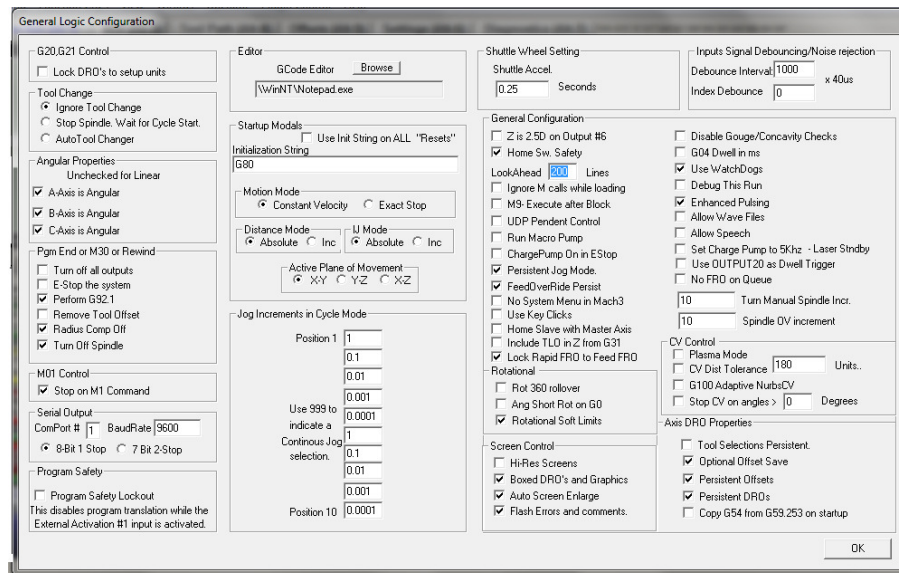 General Logic Configuration
G20,G21 Control
Lock DRO's to setup units
Tool Change
Ignore Tool Change
Stop Spindle. Wait for Cycle Start.
AutoTool Changer
Angular Properties
Unchecked for Linear
A-Axis is Angular
B-Axis is Angular
C-Axis is Angular
Pgm End or M30 or Rewind
Turn off all outputs
E-Stop the system
Perform G92.1
Remove Tool Offset
Radius Comp Off
Turn Off Spindle
M01 Control
Stop on M1 Command
Serial Output
ComPort # 1 BaudRate 9600
8-Bit 1 Stop 7 Bit 2-Stop
Program Safety
Program Safety Lockout
This disables program translation while the
External Activation #1 input is activated.
Editor
GCode Editor Browse
\WinNT\Notepad.exe
Startup Modals
Use Init String on ALL "Resets"
Initialization String
G80
Motion Mode
Constant Velocity Exact Stop
Distance Mode
Absolute Inc
IJ Mode
Absolute Inc
Active Plane of Movement
X-Y Y-Z X-Z
Jog Increments in Cycle Mode
Position 1 1
0.1
0.01
0.001
Use 999 to
indicate a
Continous Jog
selection.
0.0001
1
0.1
0.01
0.001
Position 10 0.0001
Shuttle Wheel Setting
Shuttle Accel.
0.25 Seconds
Inputs Signal Debouncing/Noise rejection
Debounce Interval: 1000 x 40us
Index Debounce 0
General Configuration
Z is 2.5D on Output #6
Home Sw. Safety
LookAhead 200 Lines
Ignore M calls while loading
M9- Execute after Block
UDP Pendent Control
Run Macro Pump
ChargePump On in EStop
Persistent Jog Mode.
FeedOverRide Persist
No System Menu in Mach3
Use Key Clicks
Home Slave with Master Axis
Include TLO in Z from G31
Lock Rapid FRO to Feed FRO
Disable Gouge/Concavity Checks
G04 Dwell in ms
Use WatchDogs
Debug This Run
Enhanced Pulsing
Allow Wave Files
Allow Speech
Set Charge Pump to 5Khz - Laser Stndby
Use OUTPUT20 as Dwell Trigger
No FRO on Queue
10 Turn Manual Spindle Incr.
10 Spindle OV increment
Rotational
Rot 360 rollover
Ang Short Rot on G0
Rotational Soft Limits
Screen Control
Hi-Res Screens
Boxed DRO's and Graphics
Auto Screen Enlarge
Flash Errors and comments.
CV Control
Plasma Mode
CV Dist Tolerance 180 Units..
G100 Adaptive NurbsCV
Stop CV on angles > 0 Degrees
Axis DRO Properties
Tool Selections Persistent.
Optional Offset Save
Persistent Offsets
Persistent DROs
Copy G54 from G59.253 on startup
OK